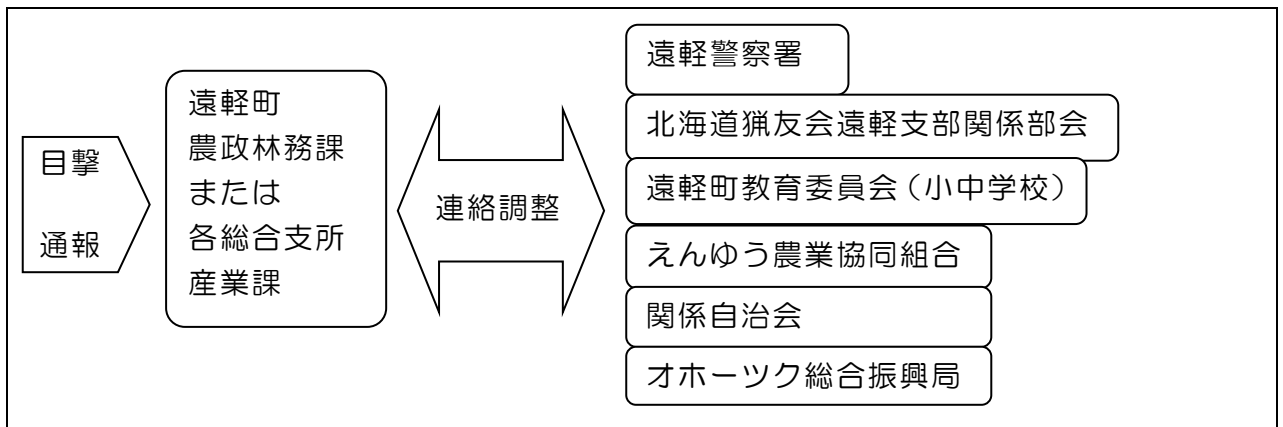 目撃
通報
遠軽町
農政林務課
または
各総合支所
産業課
連絡調整
遠軽警察署
北海道猟友会遠軽支部関係部会
遠軽町教育委員会（小中学校）
えんゆう農業協同組合
関係自治会
オホーツク総合振興局